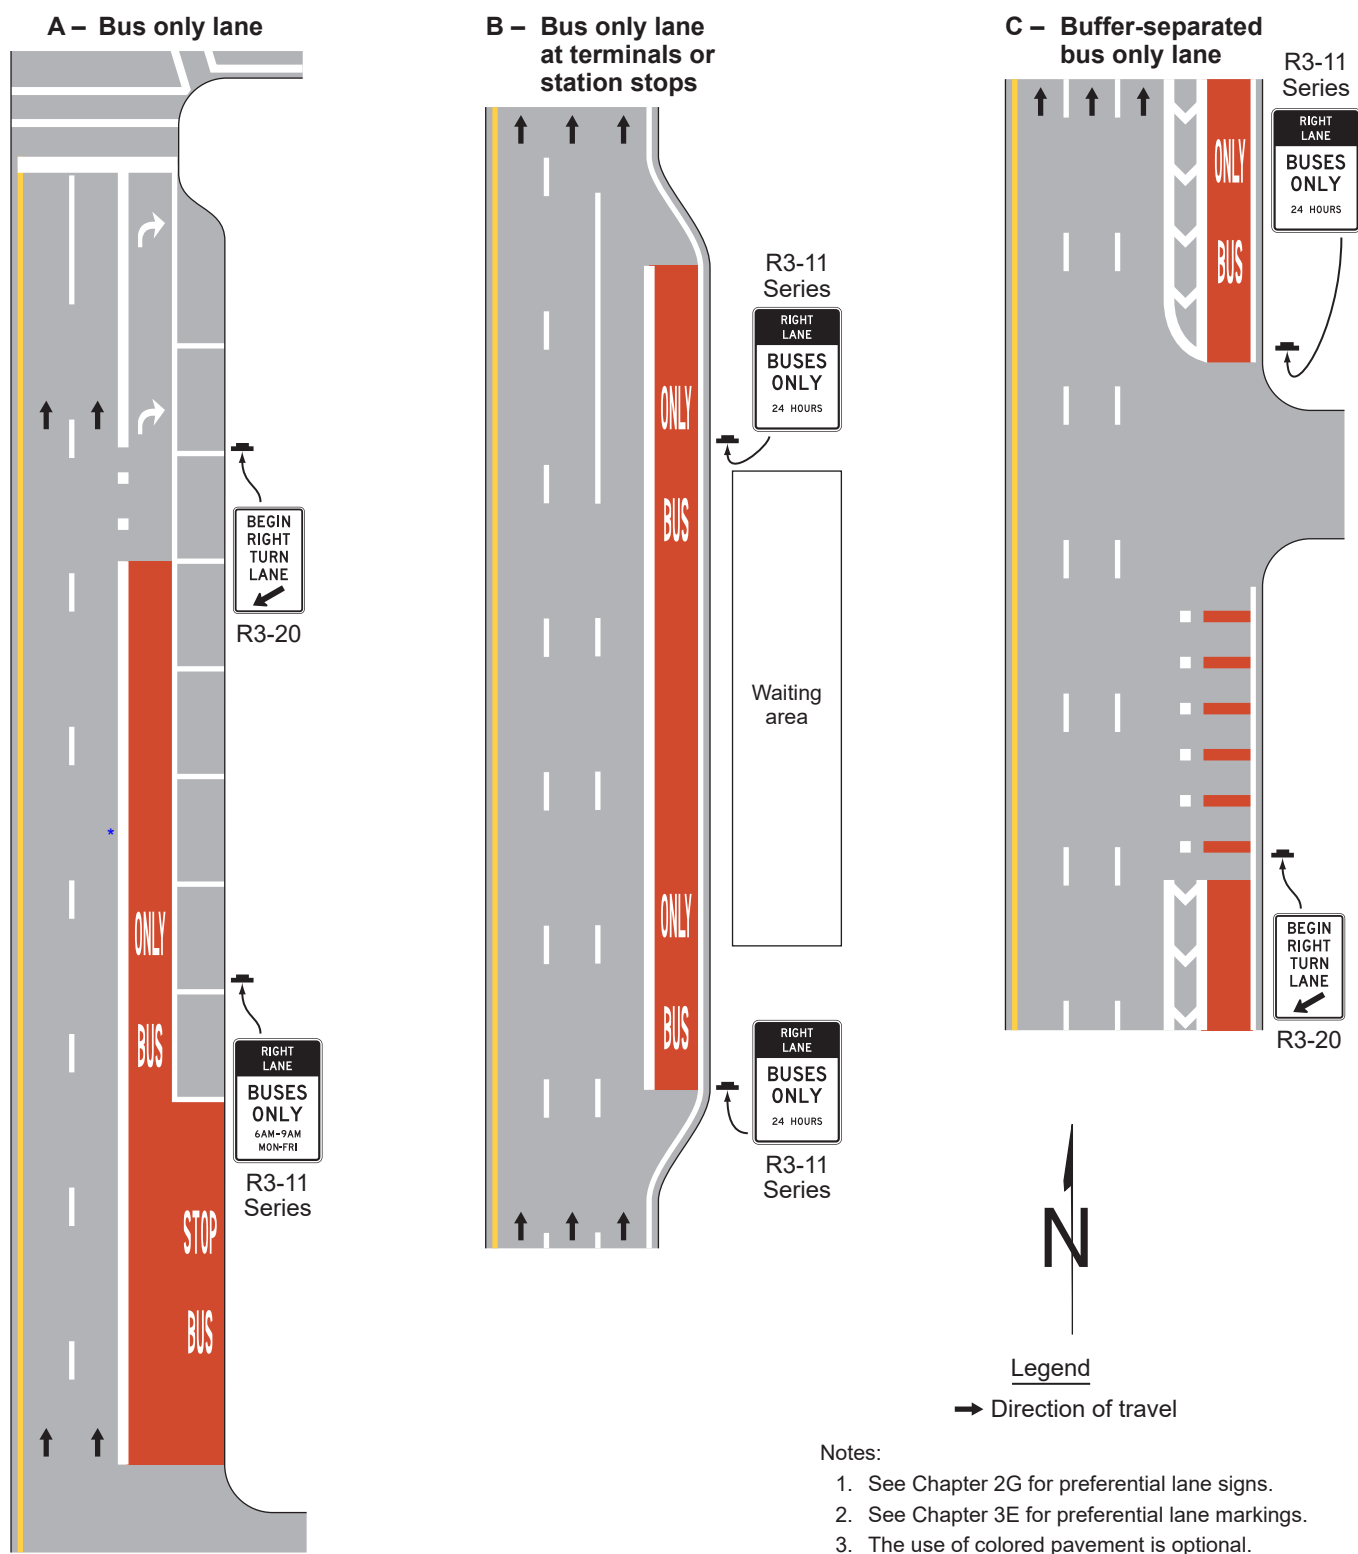 A – Bus only lane
BEGIN
RIGHT
TURN
LANE
R3-20
ONLY
BUS
RIGHT
LANE
BUSES
ONLY
6AM-9AM
MON-FRI
R3-11
Series
STOP
BUS
B – Bus only lane
at terminals or
station stops
R3-11
Series
RIGHT
LANE
BUSES
ONLY
24 HOURS
ONLY
BUS
Waiting
area
ONLY
BUS
RIGHT
LANE
BUSES
ONLY
24 HOURS
R3-11
Series
C – Buffer-separated
bus only lane
R3-11
Series
RIGHT
LANE
BUSES
ONLY
24 HOURS
ONLY
BUS
BEGIN
RIGHT
TURN
LANE
R3-20
N
Legend
Direction of travel
Notes:
1. See Chapter 2G for preferential lane signs.
2. See Chapter 3E for preferential lane markings.
3. The use of colored pavement is optional.
*